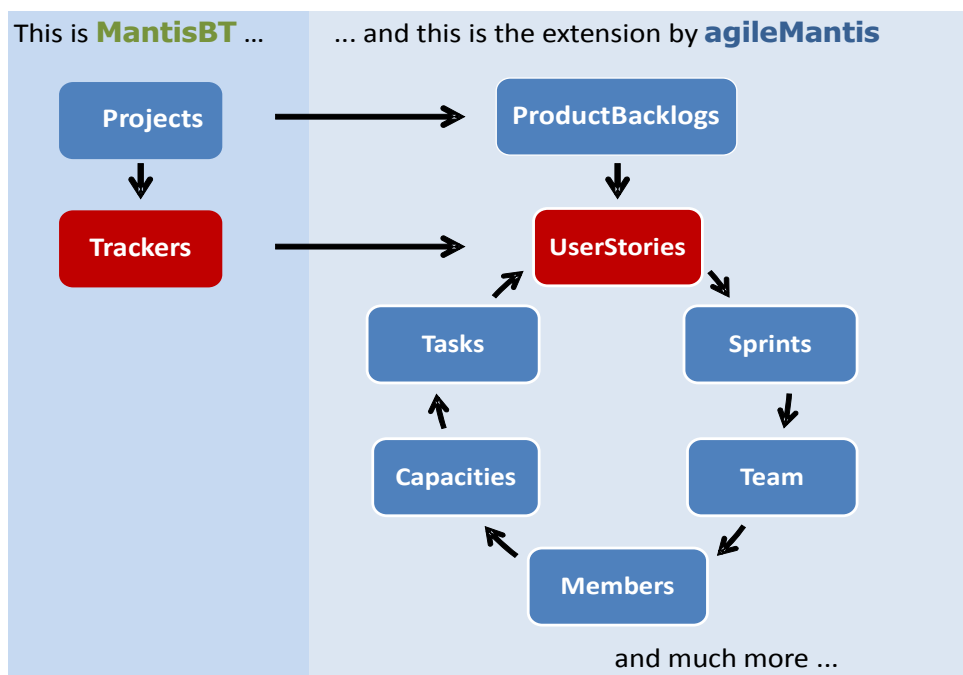 This is MantisBT ...
... and this is the extension by agileMantis
Projects
ProductBacklogs
Trackers
UserStories
Tasks
Sprints
Capacities
Team
Members
and much more ...